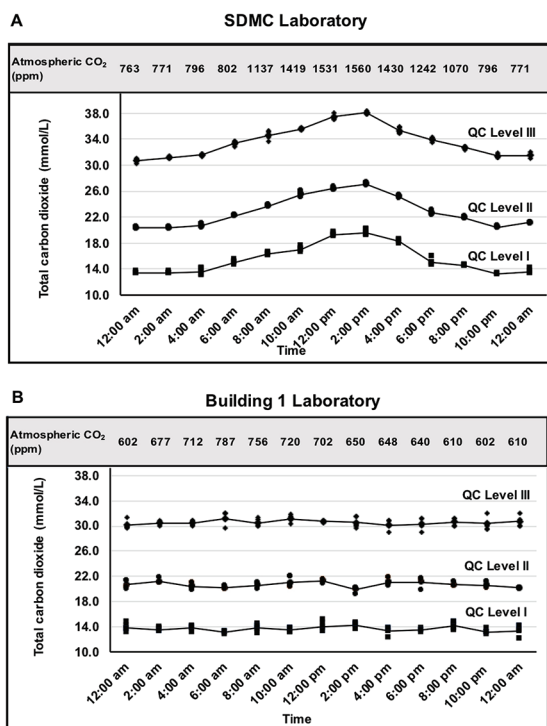 A
SDMC Laboratory
Atmospheric CO2
(ppm)
763 771 796 802 1137 1419 1531 1560 1430 1242 1070 796 771
Total carbon dioxide (mmol/L)
38.0
34.0
30.0
26.0
22.0
18.0
14.0
10.0
QC Level III
QC Level II
QC Level I
12:00 am
2:00 am
4:00 am
6:00 am
8:00 am
10:00 am
12:00 pm
2:00 pm
4:00 pm
6:00 pm
8:00 pm
10:00 pm
12:00 am
Time
B
Building 1 Laboratory
Atmospheric CO2
(ppm)
602 677 712 787 756 720 702 650 648 640 610 602 610
Total carbon dioxide (mmol/L)
38.0
34.0
30.0
26.0
22.0
18.0
14.0
10.0
QC Level III
QC Level II
QC Level I
12:00 am
2:00 am
4:00 am
6:00 am
8:00 am
10:00 am
12:00 pm
2:00 pm
4:00 pm
6:00 pm
8:00 pm
10:00 pm
12:00 am
Time